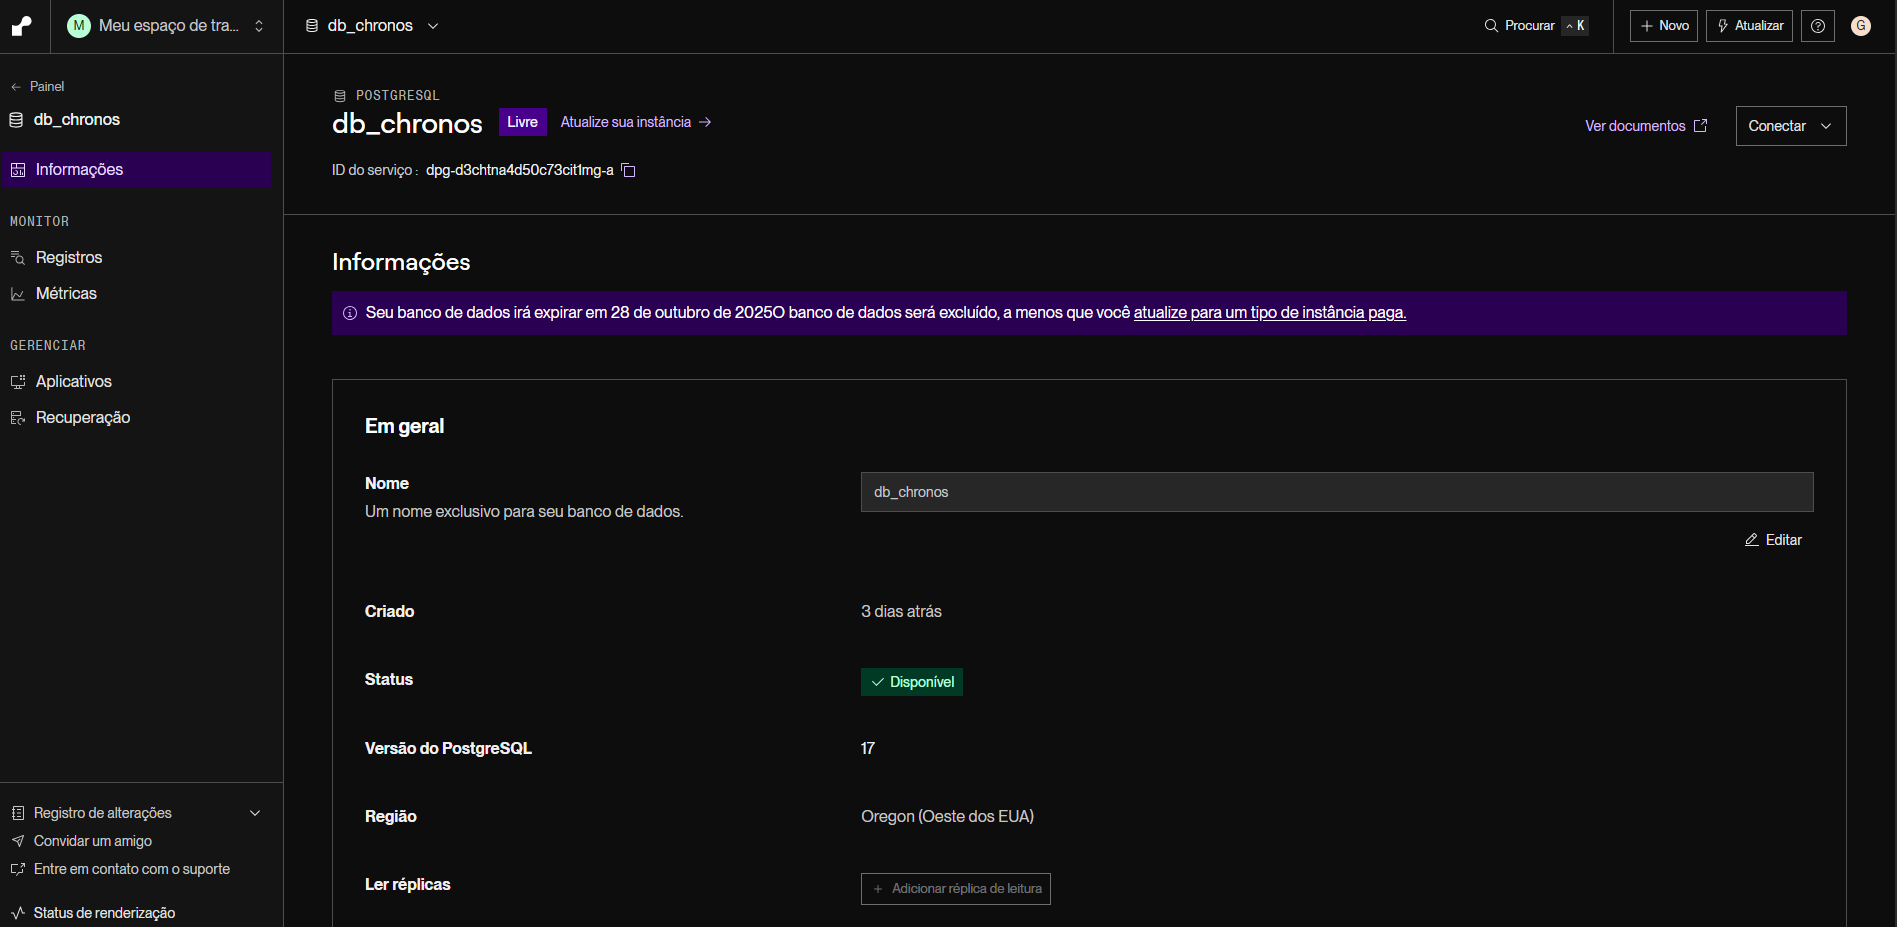 M Meu espaço de tra...
db_chronos
Procurar ^ K
+ Novo
Atualizar
G
← Painel
db_chronos
Informações
MONITOR
Registros
Métricas
GERENCIAR
Aplicativos
Recuperação
Registro de alterações
Convidar um amigo
Entre em contato com o suporte
Status de renderização
POSTGRESQL
db_chronos Livre Atualize sua instância →
ID do serviço : dpg-d3chtna4d50c73cit1mg-a
Ver documentos
Conectar
Informações
Seu banco de dados irá expirar em 28 de outubro de 2025O banco de dados será excluído, a menos que você atualize para um tipo de instância paga.
Em geral
Nome
Um nome exclusivo para seu banco de dados.
db_chronos
Editar
Criado
3 dias atrás
Status
Disponível
Versão do PostgreSQL
17
Região
Oregon (Oeste dos EUA)
Ler réplicas
+ Adicionar réplica de leitura